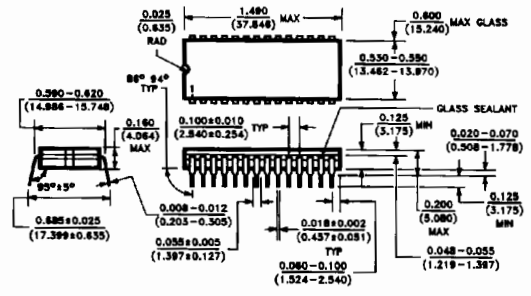 0.025
(0.635)
RAD
1.490
(37.846) MAX
0.600
(15.240) MAX GLASS
0.530-0.550
(13.462-13.970)
86° 94°
TYP
0.590-0.620
(14.986-15.748)
0.160
(4.064)
MAX
0.100±0.010
(2.540±0.254) TYP
GLASS SEALANT
0.125
(3.175) MIN
0.020-0.070
(0.508-1.778)
95°±5°
0.008-0.012
(0.203-0.305)
0.685±0.025
(17.399±0.635)
0.055±0.005
(1.397±0.127)
0.018±0.002
(0.457±0.051)
TYP
0.060-0.100
(1.524-2.540)
0.200
(5.080)
MAX
0.125
(3.175)
MIN
0.048-0.055
(1.219-1.397)